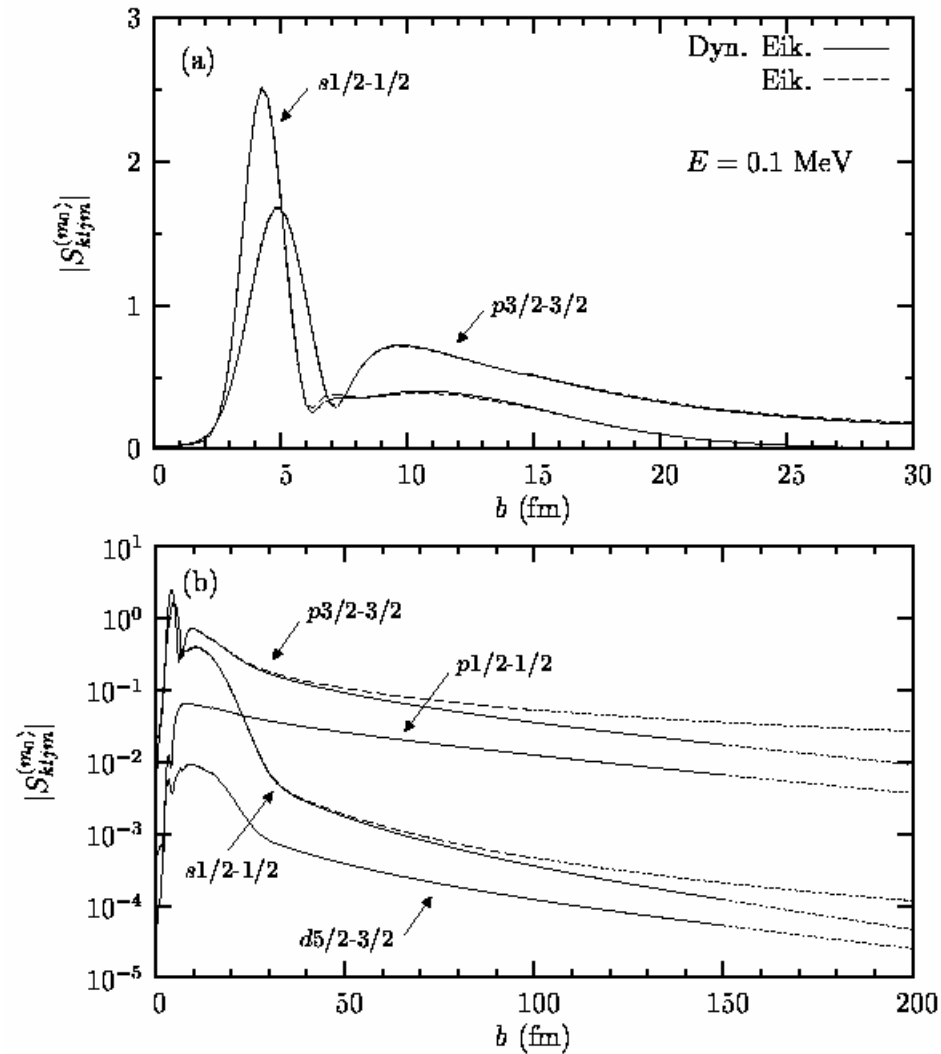 3
(a)
Dyn. Eik.
s1/2-1/2
Eik.
2
E = 0.1 MeV
|S_{kljm}^{(m_0)}|
p3/2-3/2
1
0
0 5 10 15 20 25 30
b (fm)
10^1
(b)
10^0
p3/2-3/2
p1/2-1/2
10^{-1}
|S_{kljm}^{(m_0)}|
10^{-2}
10^{-3}
s1/2-1/2
10^{-4}
d5/2-3/2
10^{-5}
0 50 100 150 200
b (fm)